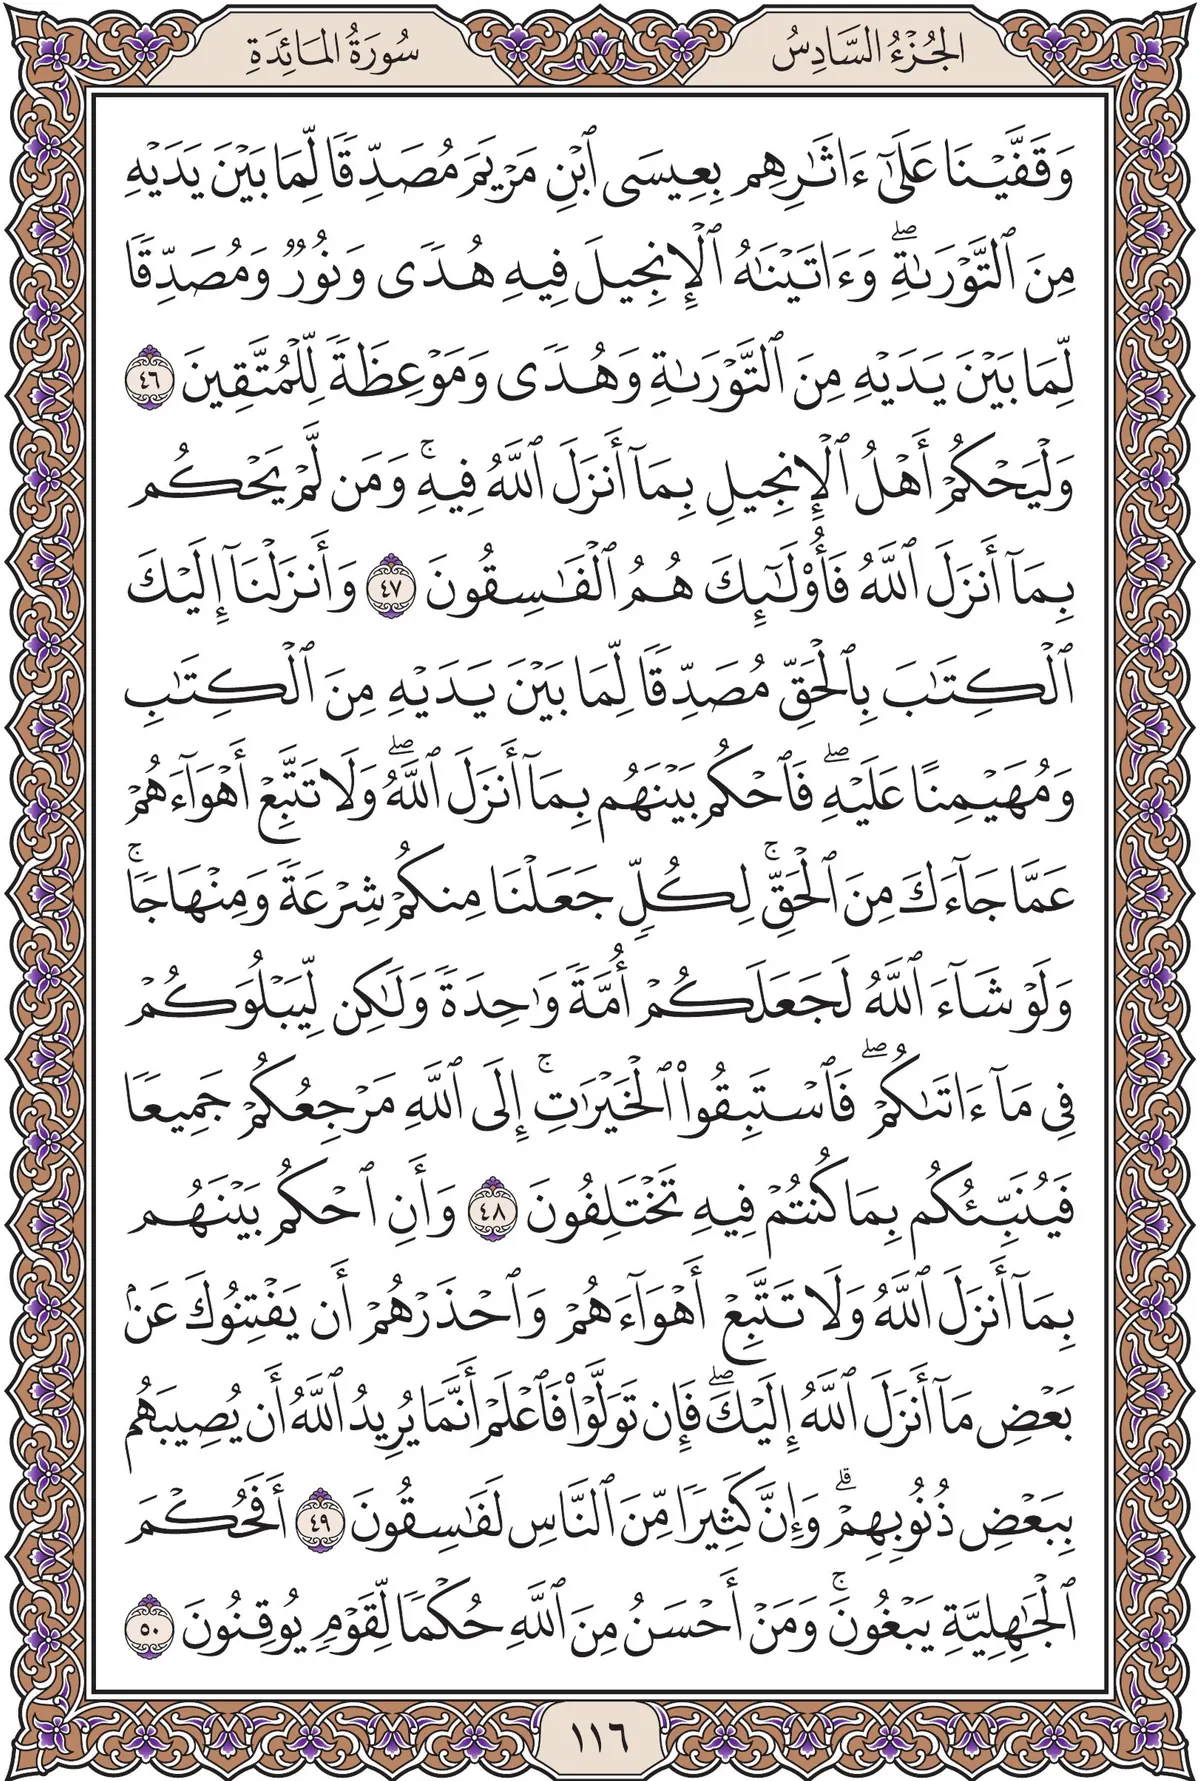 الجُزْءُ السَّادِسُ
سُورَةُ المَائِدَةِ
وَقَفَّيْنَا عَلَىٰٓ ءَاثَٰرِهِم بِعِيسَى ٱبْنِ مَرْيَمَ مُصَدِّقًا لِّمَا بَيْنَ يَدَيْهِ
مِنَ ٱلتَّوْرَىٰةِۖ وَءَاتَيْنَٰهُ ٱلْإِنجِيلَ فِيهِ هُدًى وَنُورٌ وَمُصَدِّقًا
لِّمَا بَيْنَ يَدَيْهِ مِنَ ٱلتَّوْرَىٰةِ وَهُدًى وَمَوْعِظَةً لِّلْمُتَّقِينَ ٤٦
وَلْيَحْكُمْ أَهْلُ ٱلْإِنجِيلِ بِمَآ أَنزَلَ ٱللَّهُ فِيهِۚ وَمَن لَّمْ يَحْكُم
بِمَآ أَنزَلَ ٱللَّهُ فَأُوْلَٰٓئِكَ هُمُ ٱلْفَٰسِقُونَ ٤٧ وَأَنزَلْنَآ إِلَيْكَ
ٱلْكِتَٰبَ بِٱلْحَقِّ مُصَدِّقًا لِّمَا بَيْنَ يَدَيْهِ مِنَ ٱلْكِتَٰبِ
وَمُهَيْمِنًا عَلَيْهِۖ فَٱحْكُم بَيْنَهُم بِمَآ أَنزَلَ ٱللَّهُۖ وَلَا تَتَّبِعْ أَهْوَآءَهُمْ
عَمَّا جَآءَكَ مِنَ ٱلْحَقِّۚ لِكُلٍّ جَعَلْنَا مِنكُمْ شِرْعَةً وَمِنْهَاجًاۚ
وَلَوْ شَآءَ ٱللَّهُ لَجَعَلَكُمْ أُمَّةً وَٰحِدَةً وَلَٰكِن لِّيَبْلُوَكُمْ
فِى مَآ ءَاتَىٰكُمْۖ فَٱسْتَبِقُوا۟ ٱلْخَيْرَٰتِۚ إِلَى ٱللَّهِ مَرْجِعُكُمْ جَمِيعًا
فَيُنَبِّئُكُم بِمَا كُنتُمْ فِيهِ تَخْتَلِفُونَ ٤٨ وَأَنِ ٱحْكُم بَيْنَهُم
بِمَآ أَنزَلَ ٱللَّهُ وَلَا تَتَّبِعْ أَهْوَآءَهُمْ وَٱحْذَرْهُمْ أَن يَفْتِنُوكَ عَنۢ
بَعْضِ مَآ أَنزَلَ ٱللَّهُ إِلَيْكَۖ فَإِن تَوَلَّوْا۟ فَٱعْلَمْ أَنَّمَا يُرِيدُ ٱللَّهُ أَن يُصِيبَهُم
بِبَعْضِ ذُنُوبِهِمْۗ وَإِنَّ كَثِيرًا مِّنَ ٱلنَّاسِ لَفَٰسِقُونَ ٤٩ أَفَحُكْمَ
ٱلْجَٰهِلِيَّةِ يَبْغُونَۚ وَمَنْ أَحْسَنُ مِنَ ٱللَّهِ حُكْمًا لِّقَوْمٍ يُوقِنُونَ ٥٠
١١٦